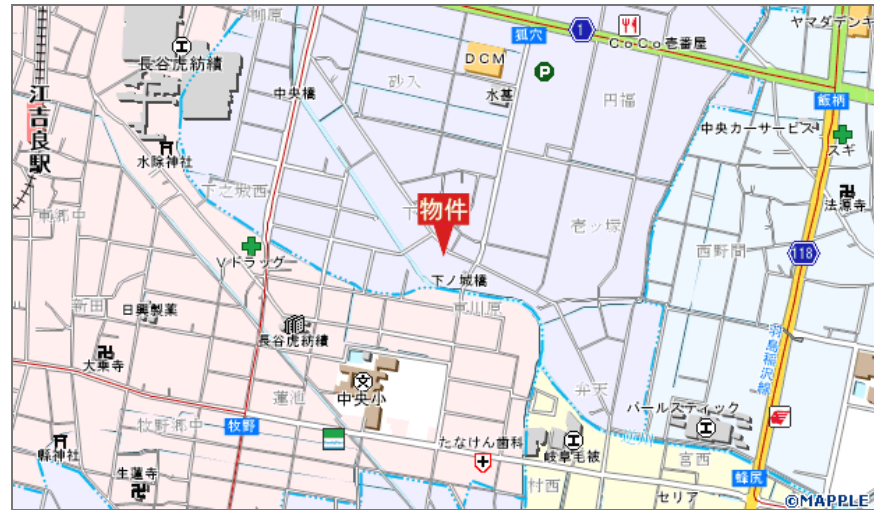 柳原
狐穴
1
CoCo壱番屋
ヤマダデンキ
長谷虎紡績
DCM
P
砂入
水甚
円福
中央橋
飯柄
江吉良駅
中央カーサービス
スギ
水除神社
下之城西
物件
法源寺
壱ッ塚
西野間
118
Vドラッグ
下ノ城橋
新田
日興製薬
東川原
羽島稲沢線
長谷虎紡績
大乗寺
蓮池
中央小
弁天
パールスティック
牧野郷中
牧野
たなけん歯科
逆川
縣神社
岐阜毛被
宮西
生蓮寺
村西
セリア
蜂尻
©MAPPLE